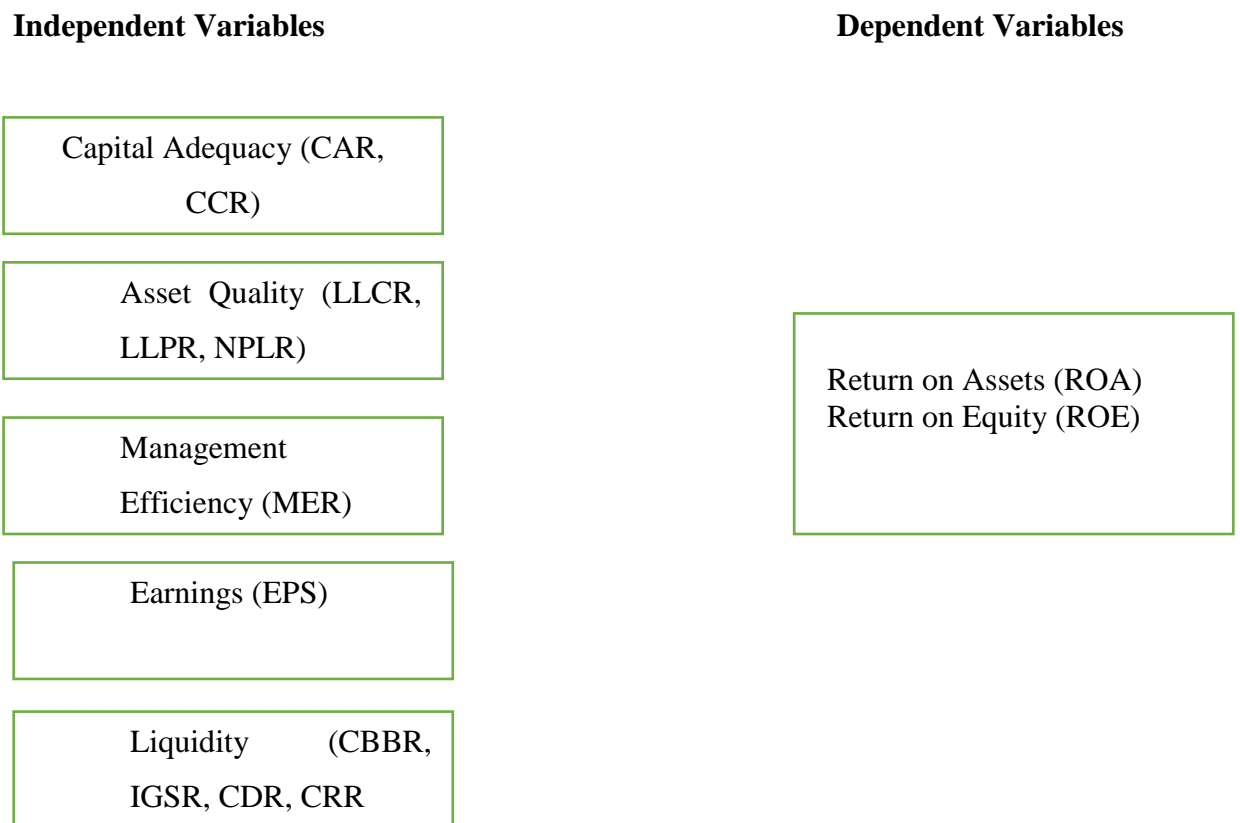 Independent Variables
Dependent Variables
Capital Adequacy (CAR,
CCR)
Asset Quality (LLCR,
LLPR, NPLR)
Management
Efficiency (MER)
Earnings (EPS)
Liquidity (CBBR,
IGSR, CDR, CRR
Return on Assets (ROA)
Return on Equity (ROE)